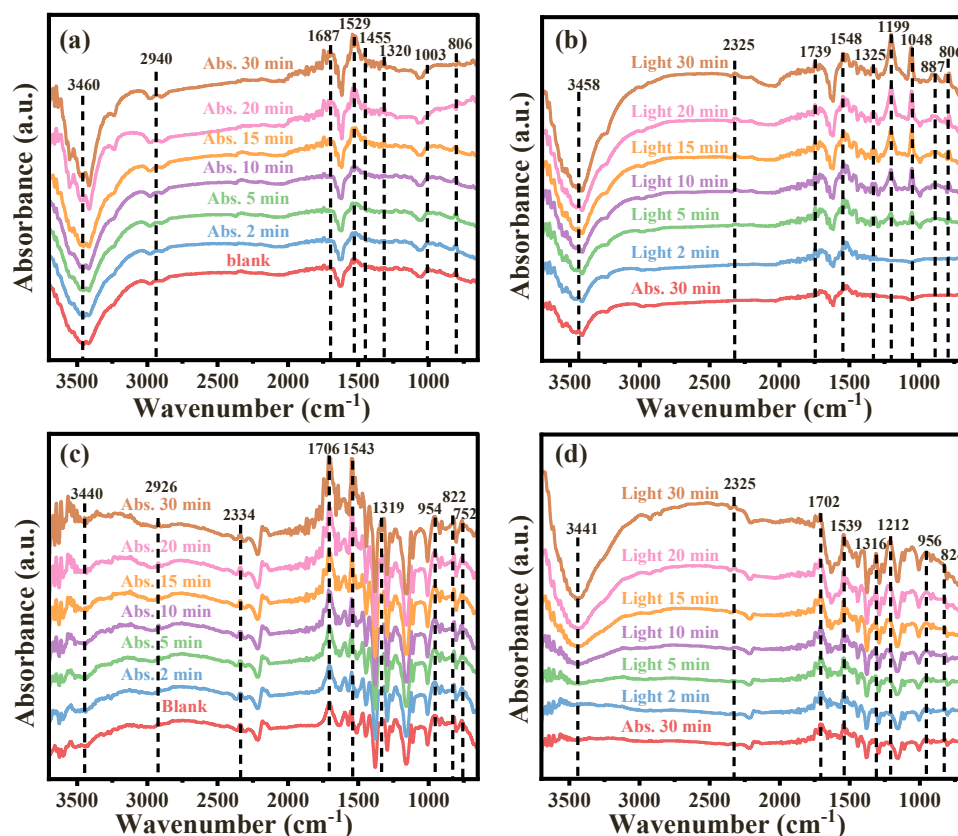 (a)
1687
1529
1455
1320
1003
806
2940
3460
Abs. 30 min
Abs. 20 min
Abs. 15 min
Abs. 10 min
Abs. 5 min
Abs. 2 min
blank
Absorbance (a.u.)
3500 3000 2500 2000 1500 1000
Wavenumber (cm⁻¹)
(b)
3458
2325
1739
1548
1325
1199
1048
887
806
Light 30 min
Light 20 min
Light 15 min
Light 10 min
Light 5 min
Light 2 min
Abs. 30 min
Absorbance (a.u.)
3500 3000 2500 2000 1500 1000
Wavenumber (cm⁻¹)
(c)
3440
2926
2334
1706
1543
1319
954
822
752
Abs. 30 min
Abs. 20 min
Abs. 15 min
Abs. 10 min
Abs. 5 min
Abs. 2 min
Blank
Absorbance (a.u.)
3500 3000 2500 2000 1500 1000
Wavenumber (cm⁻¹)
(d)
3441
2325
1702
1539
1316
1212
956
Light 30 min
Light 20 min
Light 15 min
Light 10 min
Light 5 min
Light 2 min
Abs. 30 min
Absorbance (a.u.)
3500 3000 2500 2000 1500 1000
Wavenumber (cm⁻¹)